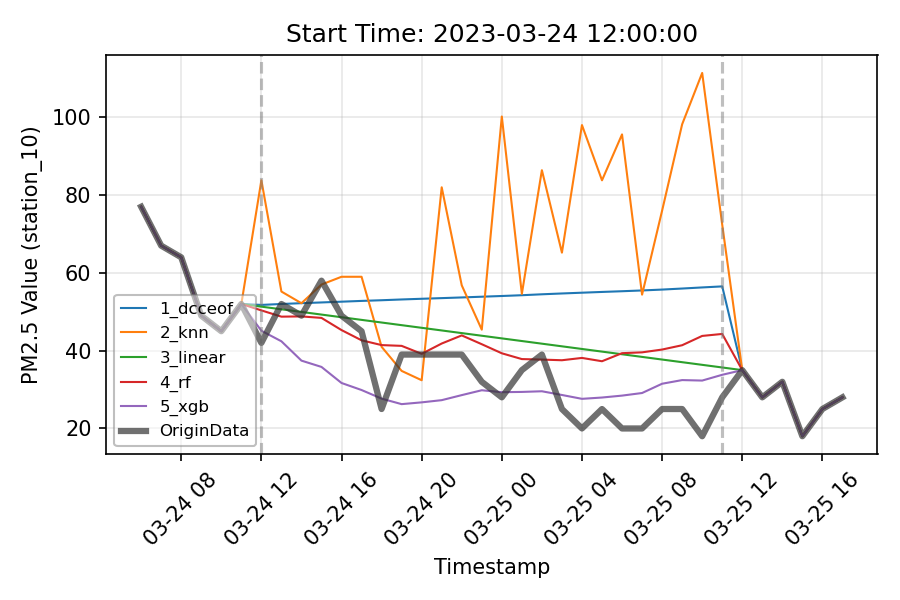 Start Time: 2023-03-24 12:00:00
PM2.5 Value (station_10)
100
80
60
40
20
1_dcceof
2_knn
3_linear
4_rf
5_xgb
OriginData
03-24 08
03-24 12
03-24 16
03-24 20
03-25 00
03-25 04
03-25 08
03-25 12
03-25 16
Timestamp